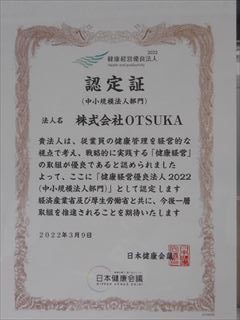 2022
健康経営優良法人
Health and productivity
認定証
(中小規模法人部門)
法人名 株式会社OTSUKA
貴法人は、従業員の健康管理を経営的な
視点で考え、戦略的に実践する「健康経営」
の取組が優良であると認められました
よって、ここに「健康経営優良法人2022
(中小規模法人部門)」として認定します
経済産業省及び厚生労働省と共に、今後一層
取組を推進されることを期待いたします
2022年3月9日
日本健康会議
日本健康会議
NIPPON KENKO KAIGI